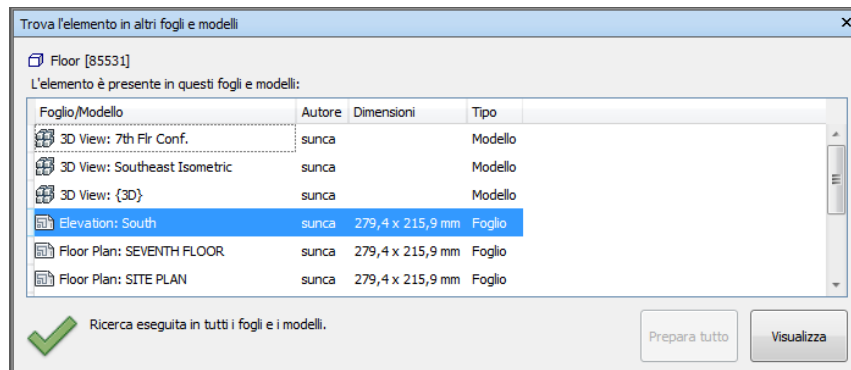 Trova l'elemento in altri fogli e modelli
Floor [85531]
L'elemento è presente in questi fogli e modelli:
Foglio/Modello Autore Dimensioni Tipo
3D View: 7th Flr Conf. sunca Modello
3D View: Southeast Isometric sunca Modello
3D View: {3D} sunca Modello
Elevation: South sunca 279,4 x 215,9 mm Foglio
Floor Plan: SEVENTH FLOOR sunca 279,4 x 215,9 mm Foglio
Floor Plan: SITE PLAN sunca 279,4 x 215,9 mm Foglio
Ricerca eseguita in tutti i fogli e i modelli.
Prepara tutto Visualizza